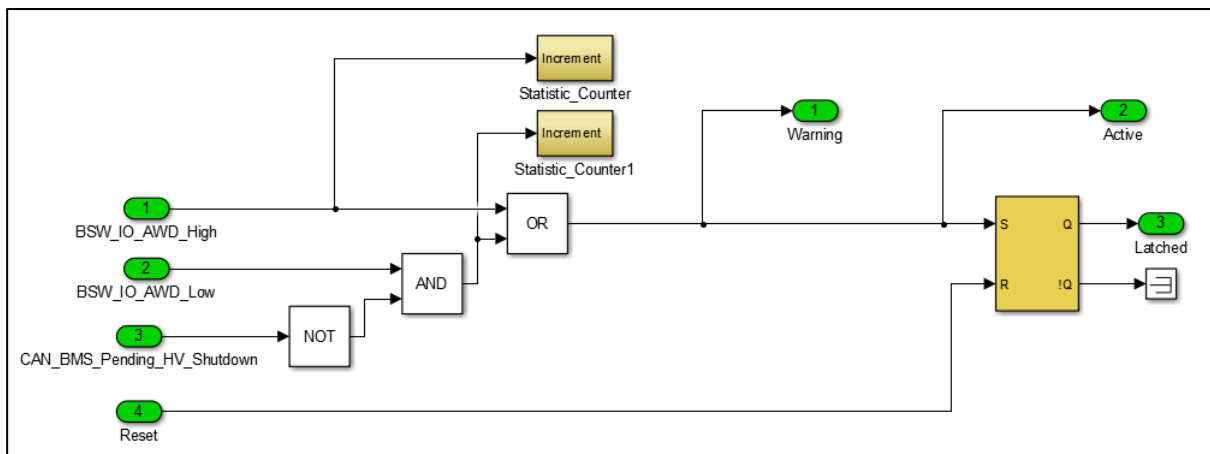 Increment
Statistic_Counter
Increment
Statistic_Counter1
1
Warning
2
Active
1
BSW_IO_AWD_High
OR
S
Q
3
Latched
2
BSW_IO_AWD_Low
AND
R
!Q
3
CAN_BMS_Pending_HV_Shutdown
NOT
4
Reset